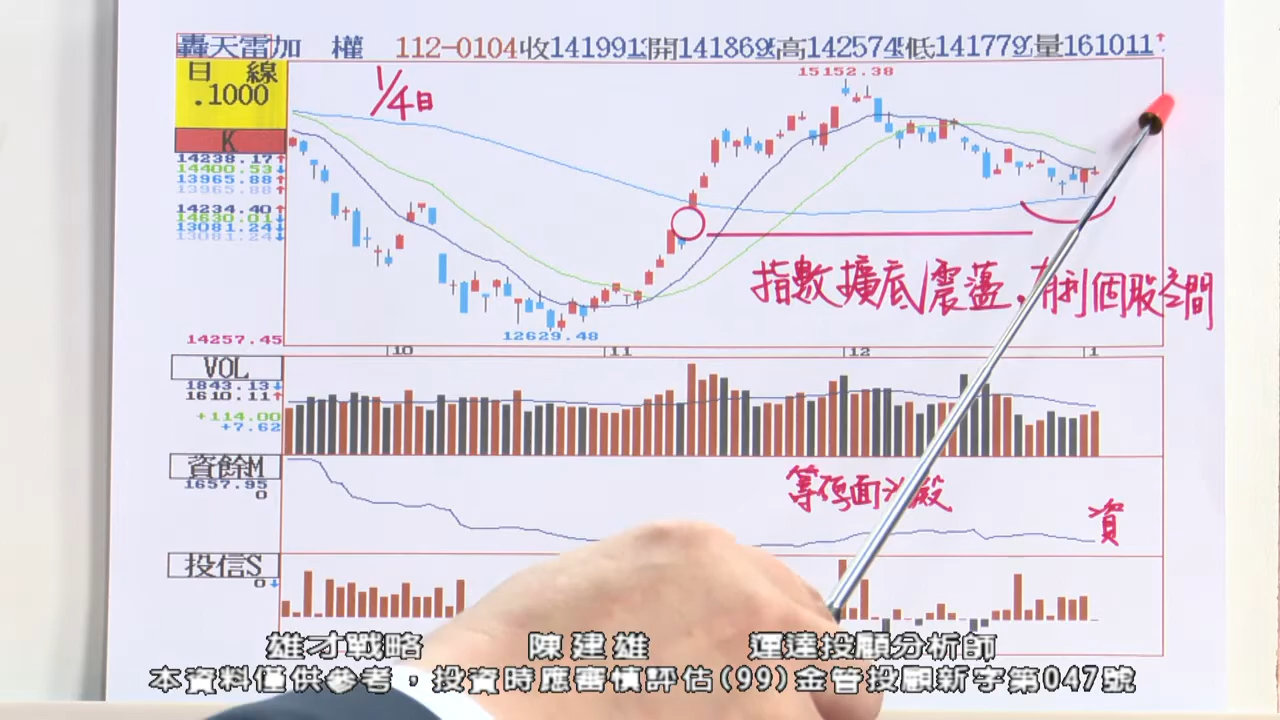 轟天雷加 權 112-0104收141991開141869高142574低141779量161011↑
日 線
.1000
K
14238.17↑
14400.53↓
13965.88↑
13965.88↑
14234.40↑
14630.01↓
13081.24↓
13081.24↓
14257.45
1/4日
15152.38
12629.48
指數擴底震盪，有利個股空間
10 11 12 1
VOL
1843.13↓
1610.11↑
+114.00
+7.62
資餘M
1657.95
0
資
投信S
0↓
雄才戰略 陳建雄 運達投顧分析師
本資料僅供參考，投資時應審慎評估(99)金管投顧新字第047號